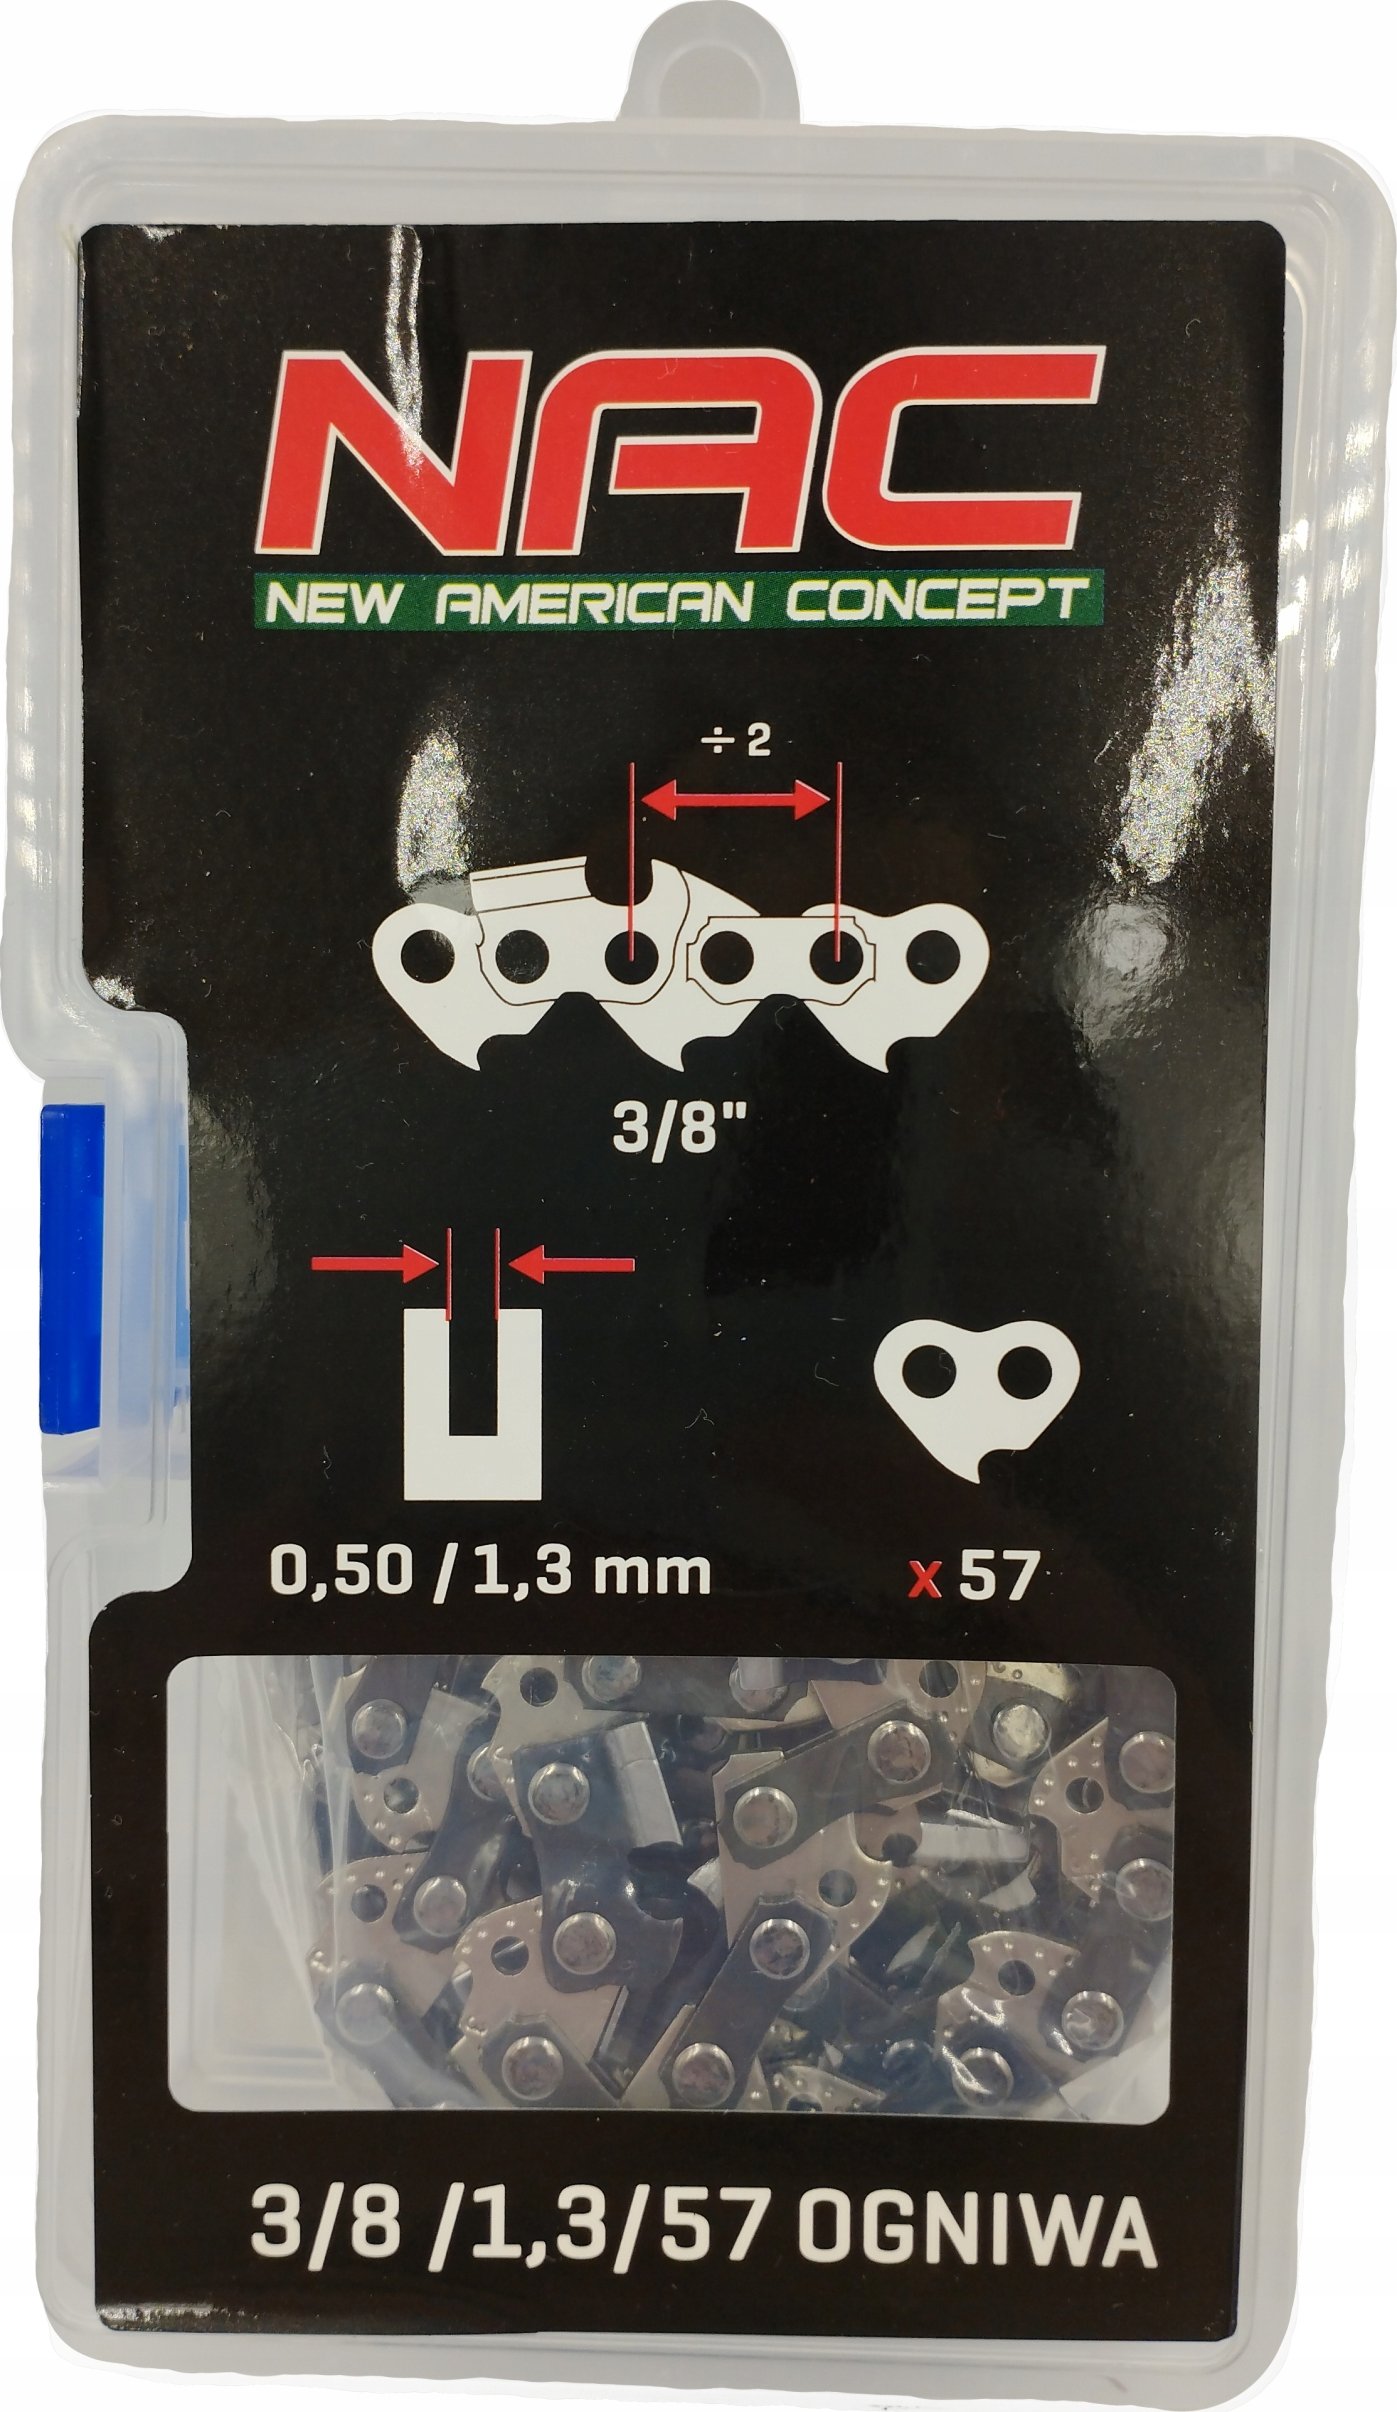 NAC
NEW AMERICAN CONCEPT
÷ 2
3/8"
0,50 / 1,3 mm
x 57
3/8 /1,3/57 OGNIWA